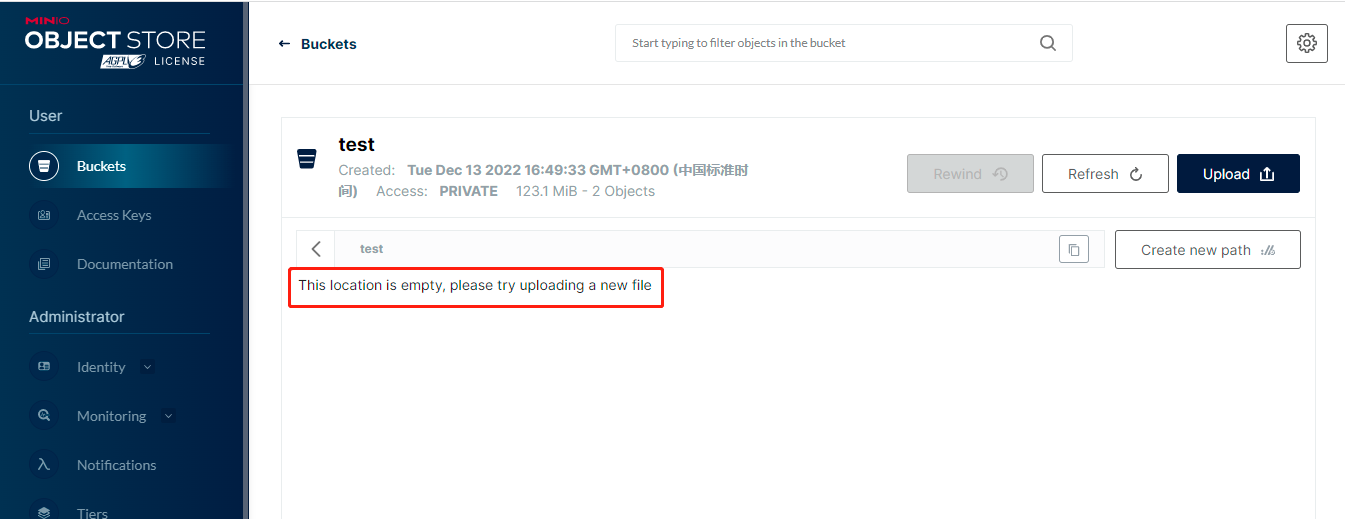 MINIO
OBJECT STORE
AGPL V3 LICENSE
User
Buckets
Access Keys
Documentation
Administrator
Identity
Monitoring
Notifications
Tiers
← Buckets
Start typing to filter objects in the bucket
test
Created: Tue Dec 13 2022 16:49:33 GMT+0800 (中国标准时
间) Access: PRIVATE 123.1 MiB - 2 Objects
Rewind
Refresh
Upload
test
Create new path
This location is empty, please try uploading a new file